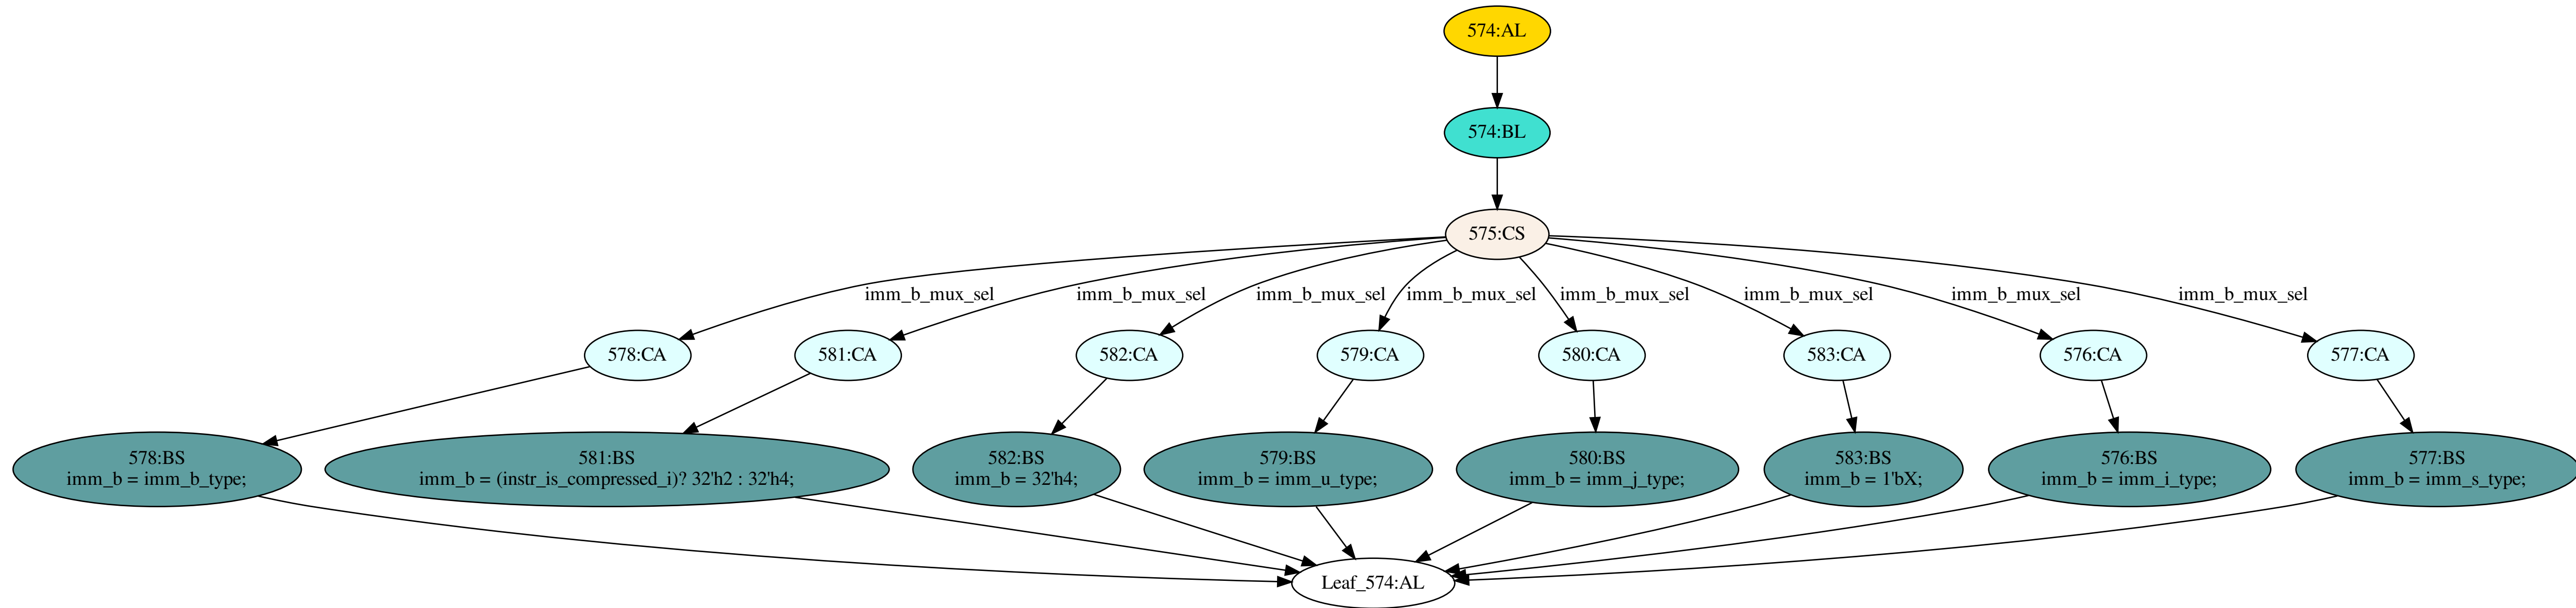 574:AL
574:BL
575:CS
imm_b_mux_sel
imm_b_mux_sel
imm_b_mux_sel
imm_b_mux_sel
imm_b_mux_sel
imm_b_mux_sel
imm_b_mux_sel
imm_b_mux_sel
578:CA
581:CA
582:CA
579:CA
580:CA
583:CA
576:CA
577:CA
578:BS
imm_b = imm_b_type;
581:BS
imm_b = (instr_is_compressed_i)? 32'h2 : 32'h4;
582:BS
imm_b = 32'h4;
579:BS
imm_b = imm_u_type;
580:BS
imm_b = imm_j_type;
583:BS
imm_b = 1'bX;
576:BS
imm_b = imm_i_type;
577:BS
imm_b = imm_s_type;
Leaf_574:AL